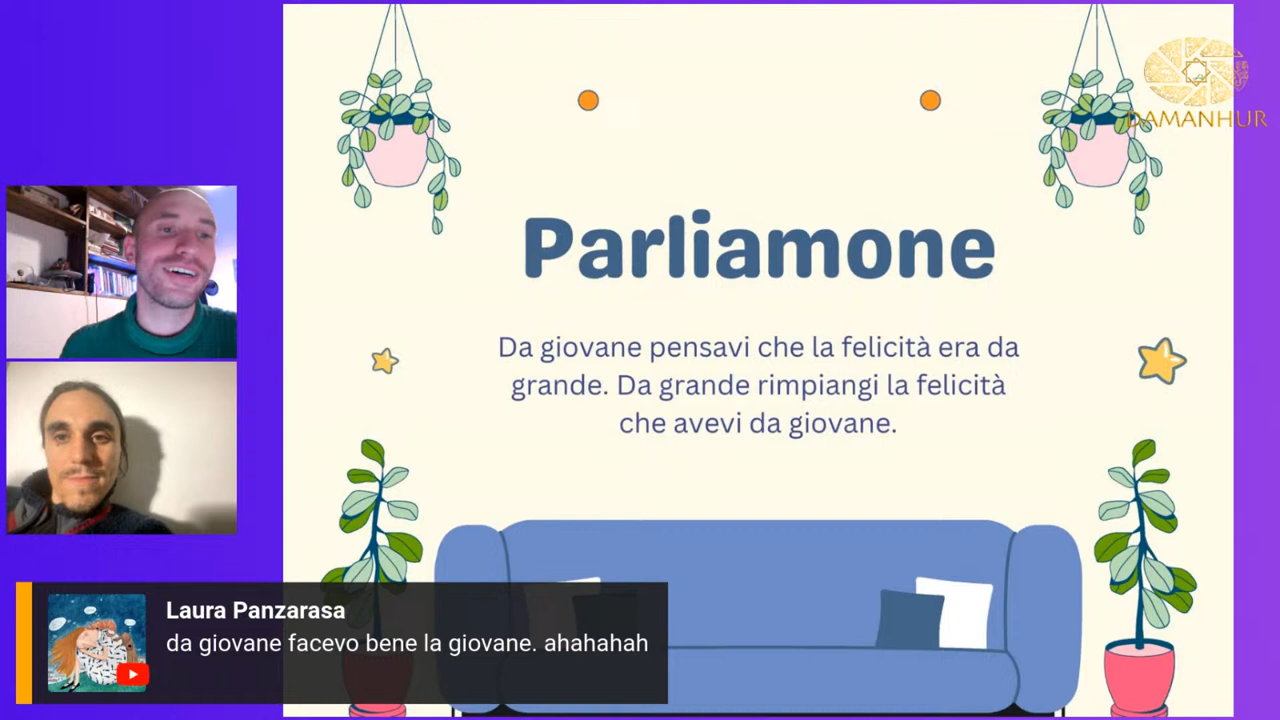 DAMANHUR
Parliamone
Da giovane pensavi che la felicità era da
grande. Da grande rimpiangi la felicità
che avevi da giovane.
Laura Panzarasa
da giovane facevo bene la giovane. ahahahah